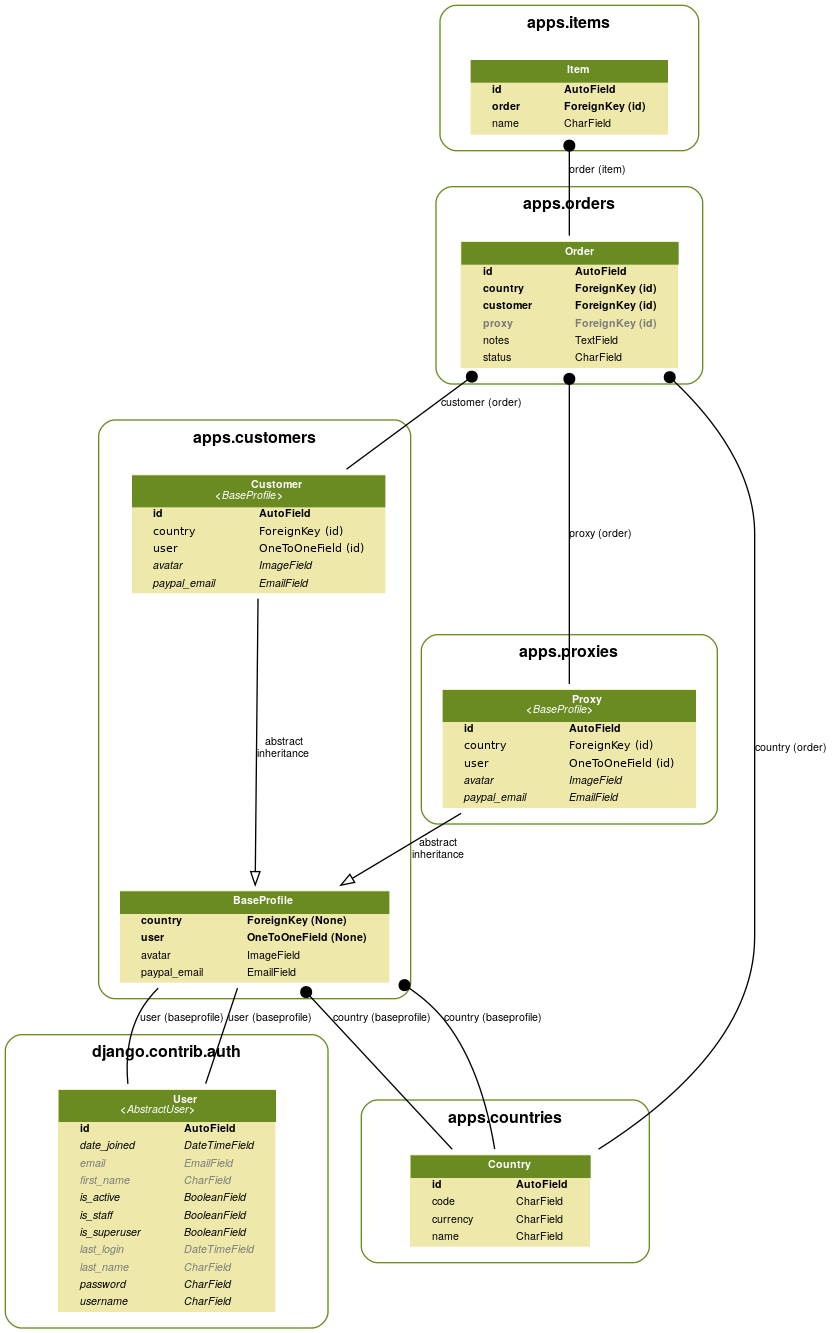 apps.items
Item
id AutoField
order ForeignKey (id)
name CharField
order (item)
apps.orders
Order
id AutoField
country ForeignKey (id)
customer ForeignKey (id)
proxy ForeignKey (id)
notes TextField
status CharField
customer (order)
apps.customers
Customer
<BaseProfile>
id AutoField
country ForeignKey (id)
user OneToOneField (id)
avatar ImageField
paypal_email EmailField
proxy (order)
apps.proxies
Proxy
<BaseProfile>
id AutoField
country ForeignKey (id)
user OneToOneField (id)
avatar ImageField
paypal_email EmailField
abstract
inheritance
country (order)
abstract
inheritance
BaseProfile
country ForeignKey (None)
user OneToOneField (None)
avatar ImageField
paypal_email EmailField
user (baseprofile) user (baseprofile) country (baseprofile) country (baseprofile)
django.contrib.auth
User
<AbstractUser>
id AutoField
date_joined DateTimeField
email EmailField
first_name CharField
is_active BooleanField
is_staff BooleanField
is_superuser BooleanField
last_login DateTimeField
last_name CharField
password CharField
username CharField
apps.countries
Country
id AutoField
code CharField
currency CharField
name CharField